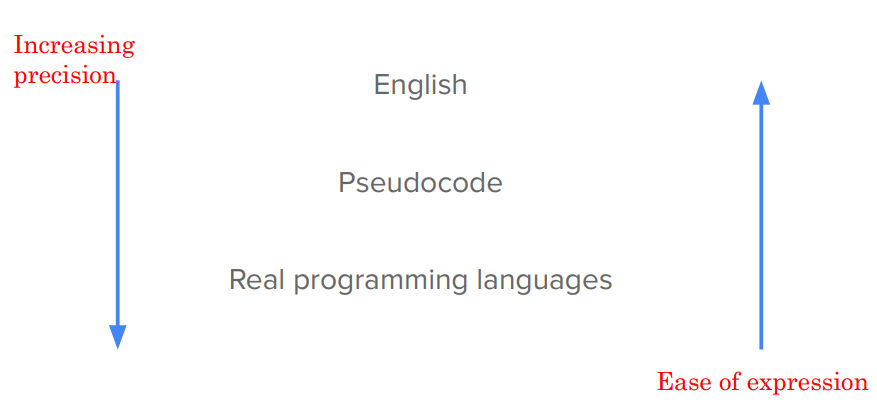 Increasing
precision
English
Pseudocode
Real programming languages
Ease of expression